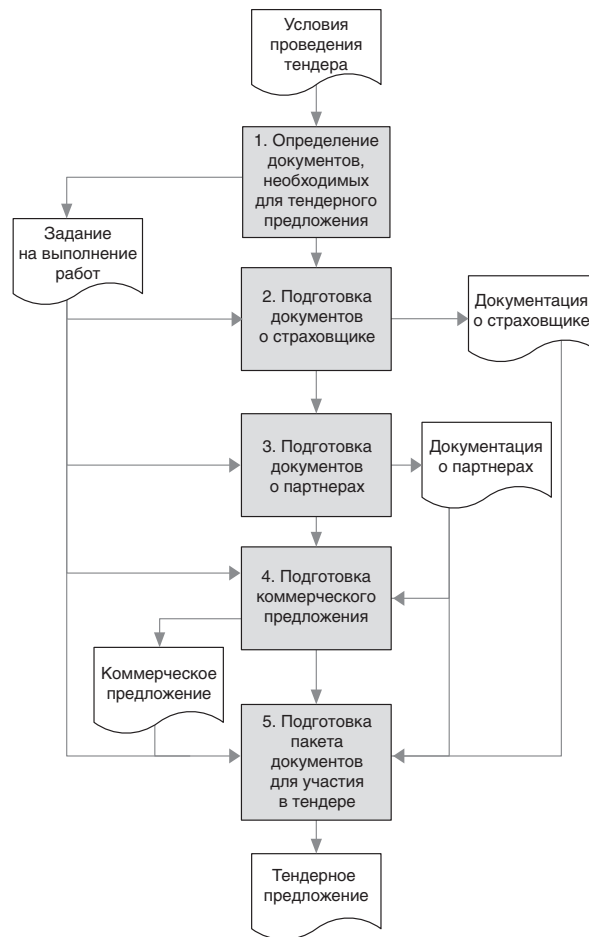 Условия
проведения
тендера
1. Определение
документов,
необходимых
для тендерного
предложения
Задание
на выполнение
работ
2. Подготовка
документов
о страховщике
Документация
о страховщике
3. Подготовка
документов
о партнерах
Документация
о партнерах
4. Подготовка
коммерческого
предложения
Коммерческое
предложение
5. Подготовка
пакета
документов
для участия
в тендере
Тендерное
предложение